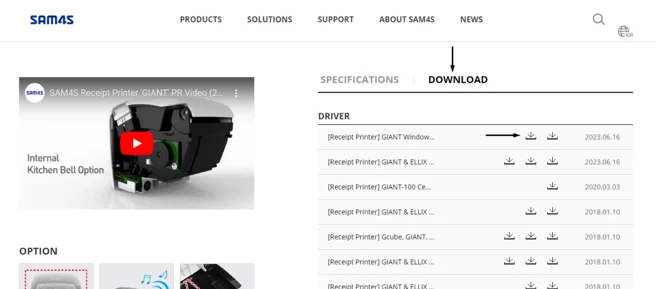 SAM4S
PRODUCTS
SOLUTIONS
SUPPORT
ABOUT SAM4S
NEWS
KR
SAM4S
SAM4S Receipt Printer 'GIANT' PR Video (2...
Internal
Kitchen Bell Option
OPTION
SPECIFICATIONS
DOWNLOAD
DRIVER
[Receipt Printer] GIANT Window... 2023.06.16
[Receipt Printer] GIANT & ELLIX ... 2023.06.16
[Receipt Printer] GIANT-100 Ce... 2020.03.03
[Receipt Printer] GIANT & ELLIX ... 2018.01.10
[Receipt Printer] Gcube, GIANT, ... 2018.01.10
[Receipt Printer] GIANT & ELLIX ... 2018.01.10
[Receipt Printer] GIANT & ELLIX ... 2018.01.10